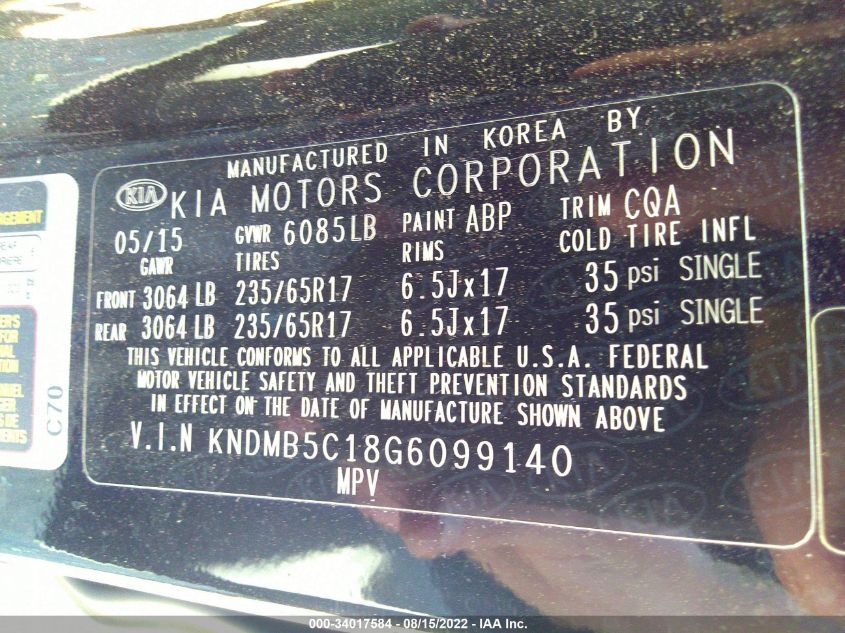 MANUFACTURED IN KOREA BY
KIA KIA MOTORS CORPORATION
05/15 GVWR 6085LB PAINT ABP TRIM CQA
GAWR TIRES RIMS COLD TIRE INFL
FRONT 3064 LB 235/65R17 6.5Jx17 35 psi SINGLE
REAR 3064 LB 235/65R17 6.5Jx17 35 psi SINGLE
THIS VEHICLE CONFORMS TO ALL APPLICABLE U.S.A. FEDERAL
MOTOR VEHICLE SAFETY AND THEFT PREVENTION STANDARDS
IN EFFECT ON THE DATE OF MANUFACTURE SHOWN ABOVE
V.I.N KNDMB5C18G6099140
MPV
C70
000-34017584 - 08/15/2022 - IAA Inc.